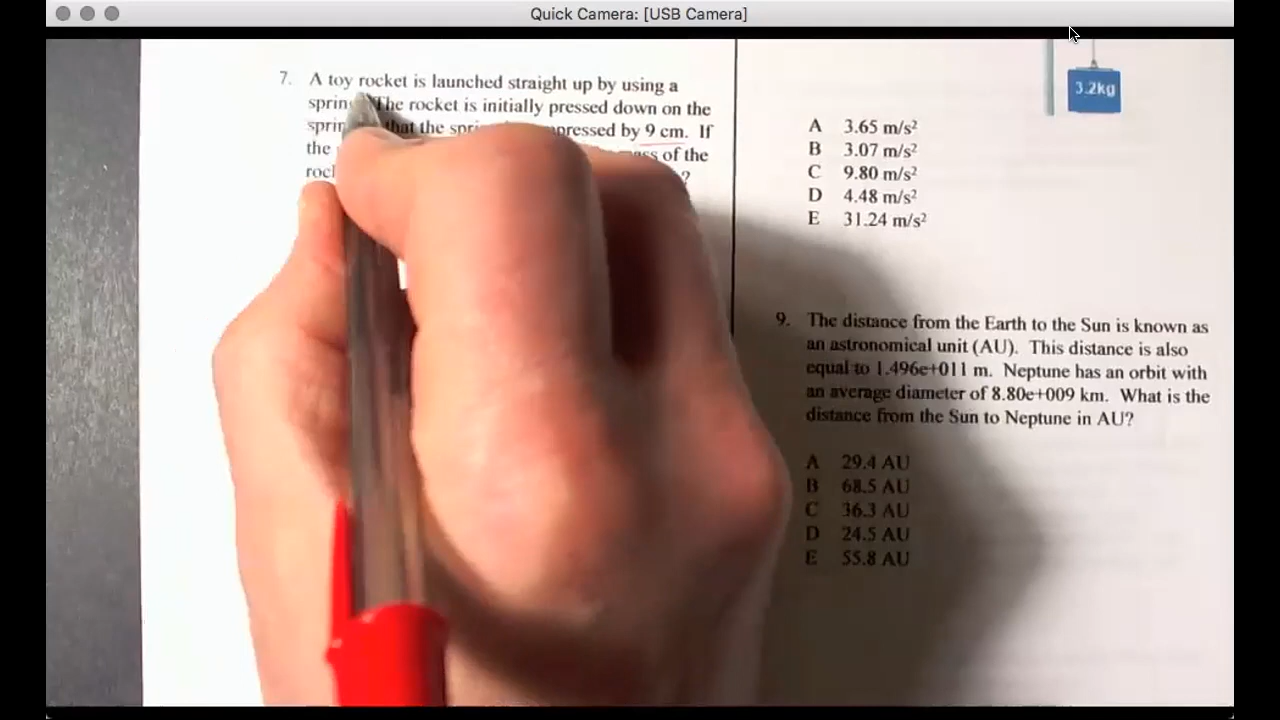 Quick Camera: [USB Camera]
7. A toy rocket is launched straight up by using a
The rocket is initially pressed down on the
that the by 9 cm. If
the of the
3.2kg
A 3.65 m/s²
B 3.07 m/s²
C 9.80 m/s²
D 4.48 m/s²
E 31.24 m/s²
9. The distance from the Earth to the Sun is known as
an astronomical unit (AU). This distance is also
equal to 1.496e+011 m. Neptune has an orbit with
an average diameter of 8.80e+009 km. What is the
distance from the Sun to Neptune in AU?
A 29.4 AU
B 68.5 AU
C 36.3 AU
D 24.5 AU
E 55.8 AU